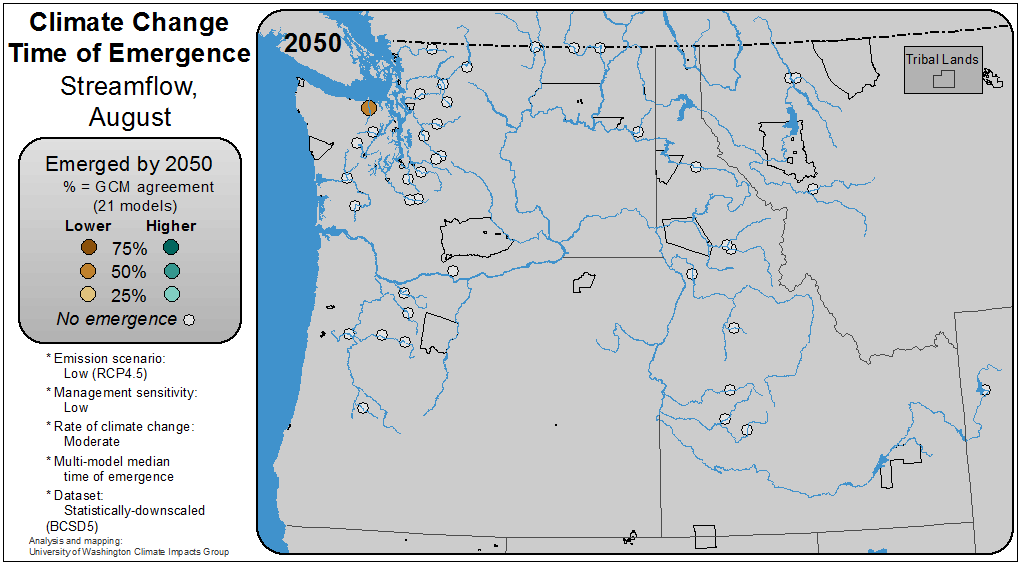 Climate Change
Time of Emergence
Streamflow,
August
Emerged by 2050
% = GCM agreement
(21 models)
Lower Higher
75%
50%
25%
No emergence
* Emission scenario:
Low (RCP4.5)
* Management sensitivity:
Low
* Rate of climate change:
Moderate
* Multi-model median
time of emergence
* Dataset:
Statistically-downscaled
(BCSD5)
Analysis and mapping:
University of Washington Climate Impacts Group
2050
Tribal Lands